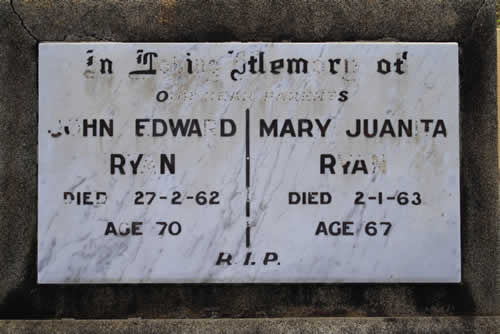 In Loving Memory of
OUR DEAR PARENTS
JOHN EDWARD
RYAN
DIED 27-2-62
AGE 70
MARY JUANITA
RYAN
DIED 2-1-63
AGE 67
R.I.P.